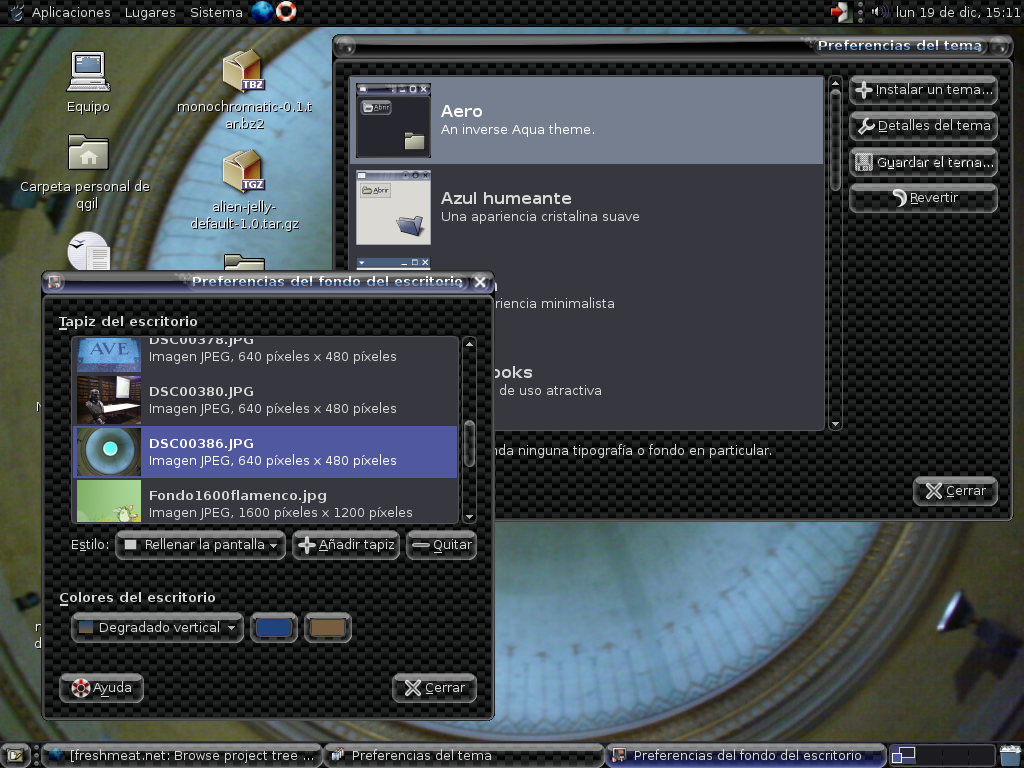 Aplicaciones Lugares Sistema
lun 19 de dic, 15:11
Equipo
monochromatic-0.1.t
ar.bz2
TBZ
Carpeta personal de
qgil
TGZ
alien-jelly-
default-1.0.tar.gz
Preferencias del tema
Abrir
Aero
An inverse Aqua theme.
Abrir
Azul humeante
Una apariencia cristalina suave
riencia minimalista
ooks
de uso atractiva
nda ninguna tipografía o fondo en particular.
Instalar un tema...
Detalles del tema
Guardar el tema...
Revertir
Cerrar
Preferencias del fondo del escritorio
Tapiz del escritorio
AVE
DSC00378.JPG
Imagen JPEG, 640 píxeles x 480 píxeles
DSC00380.JPG
Imagen JPEG, 640 píxeles x 480 píxeles
DSC00386.JPG
Imagen JPEG, 640 píxeles x 480 píxeles
Fondo1600flamenco.jpg
Imagen JPEG, 1600 píxeles x 1200 píxeles
Estilo: Rellenar la pantalla Añadir tapiz Quitar
Colores del escritorio
Degradado vertical
Ayuda
Cerrar
[freshmeat.net: Browse project tree ... Preferencias del tema Preferencias del fondo del escritorio